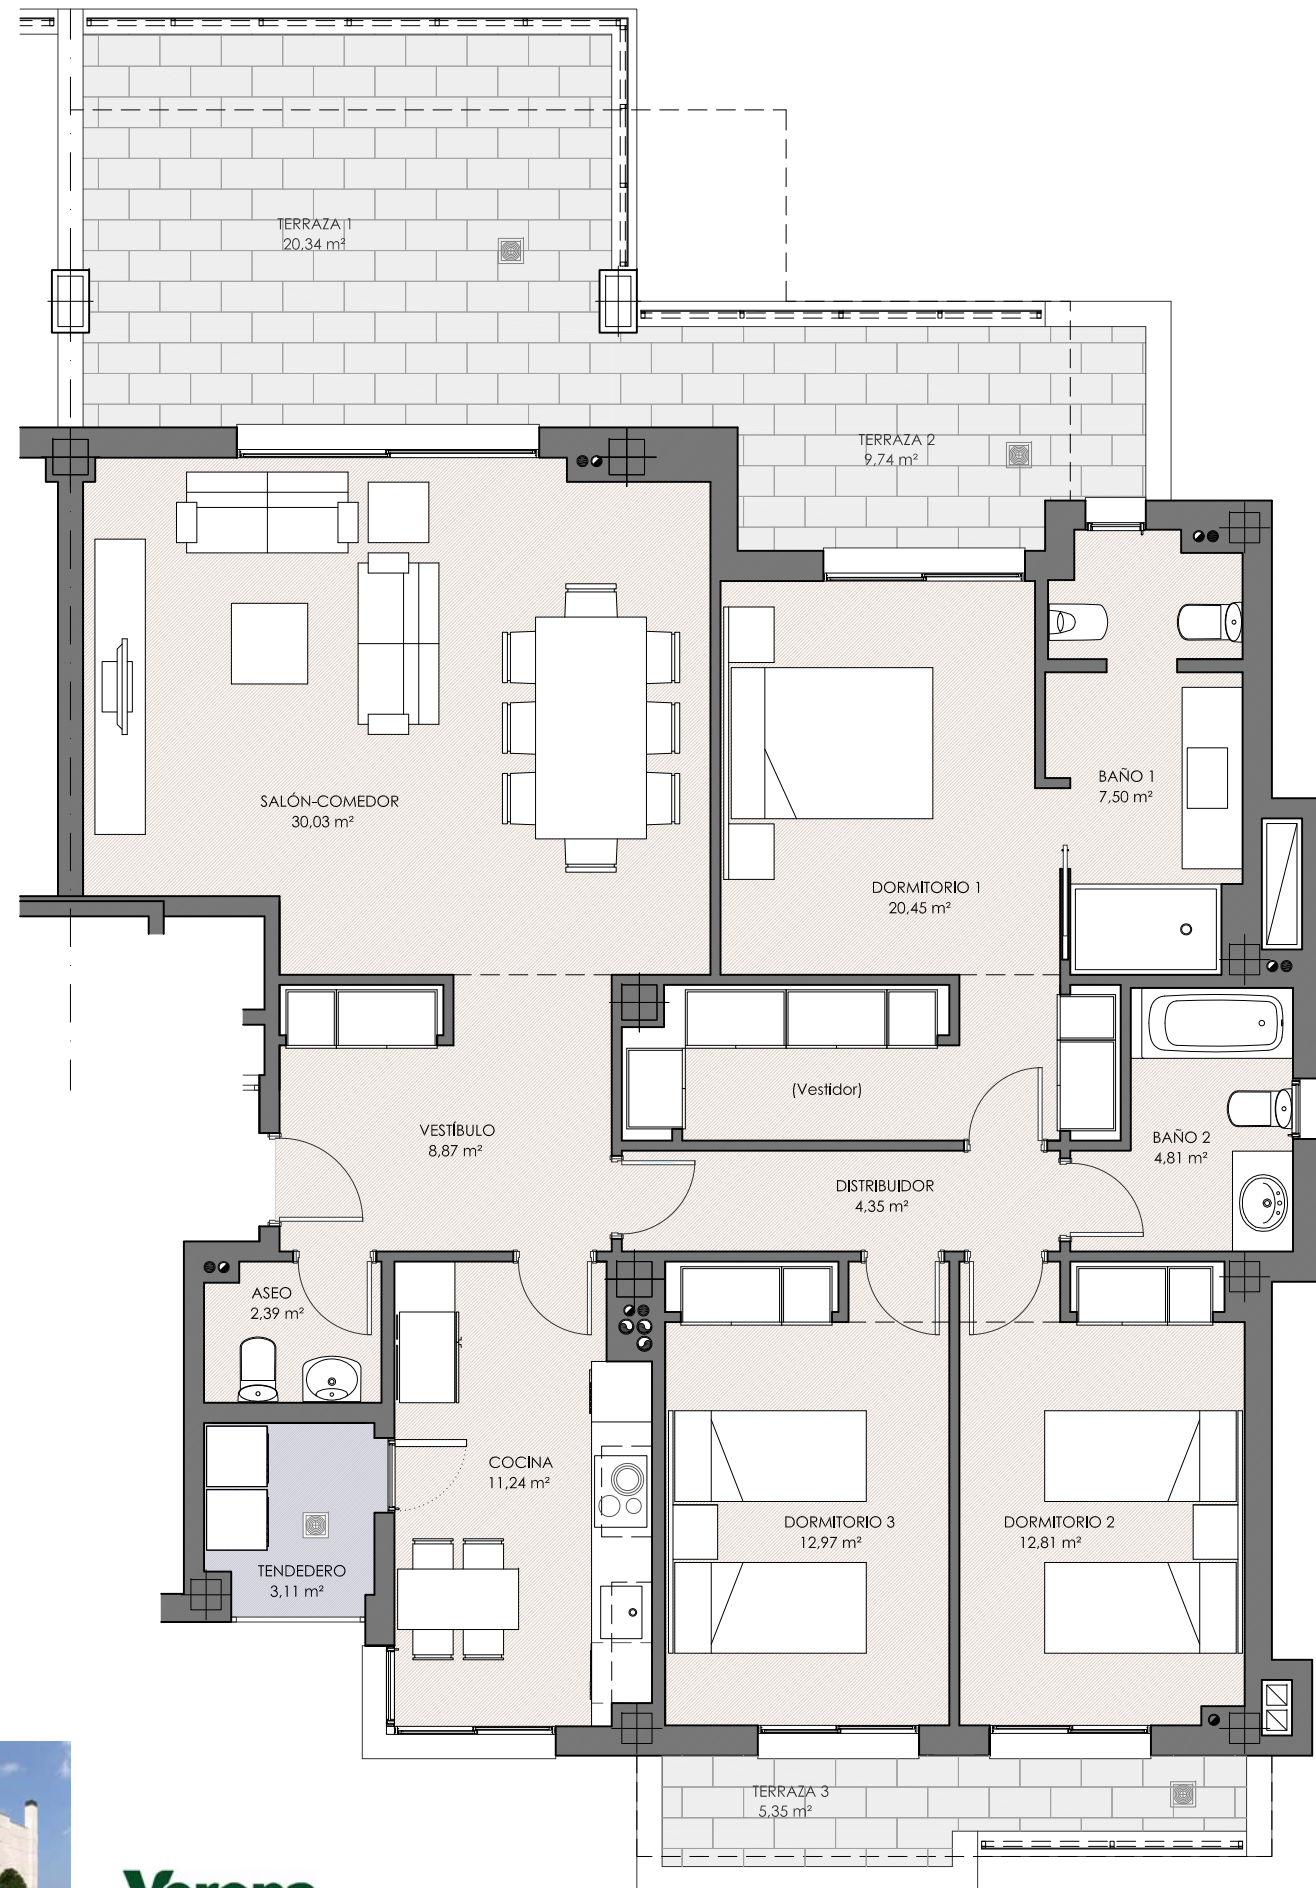 TERRAZA 1
20,34 m²
TERRAZA 2
9,74 m²
SALÓN-COMEDOR
30,03 m²
BAÑO 1
7,50 m²
DORMITORIO 1
20,45 m²
(Vestidor)
VESTÍBULO
8,87 m²
BAÑO 2
4,81 m²
DISTRIBUIDOR
4,35 m²
ASEO
2,39 m²
COCINA
11,24 m²
DORMITORIO 3
12,97 m²
DORMITORIO 2
12,81 m²
TENDEDERO
3,11 m²
TERRAZA 3
5,35 m²
Verona